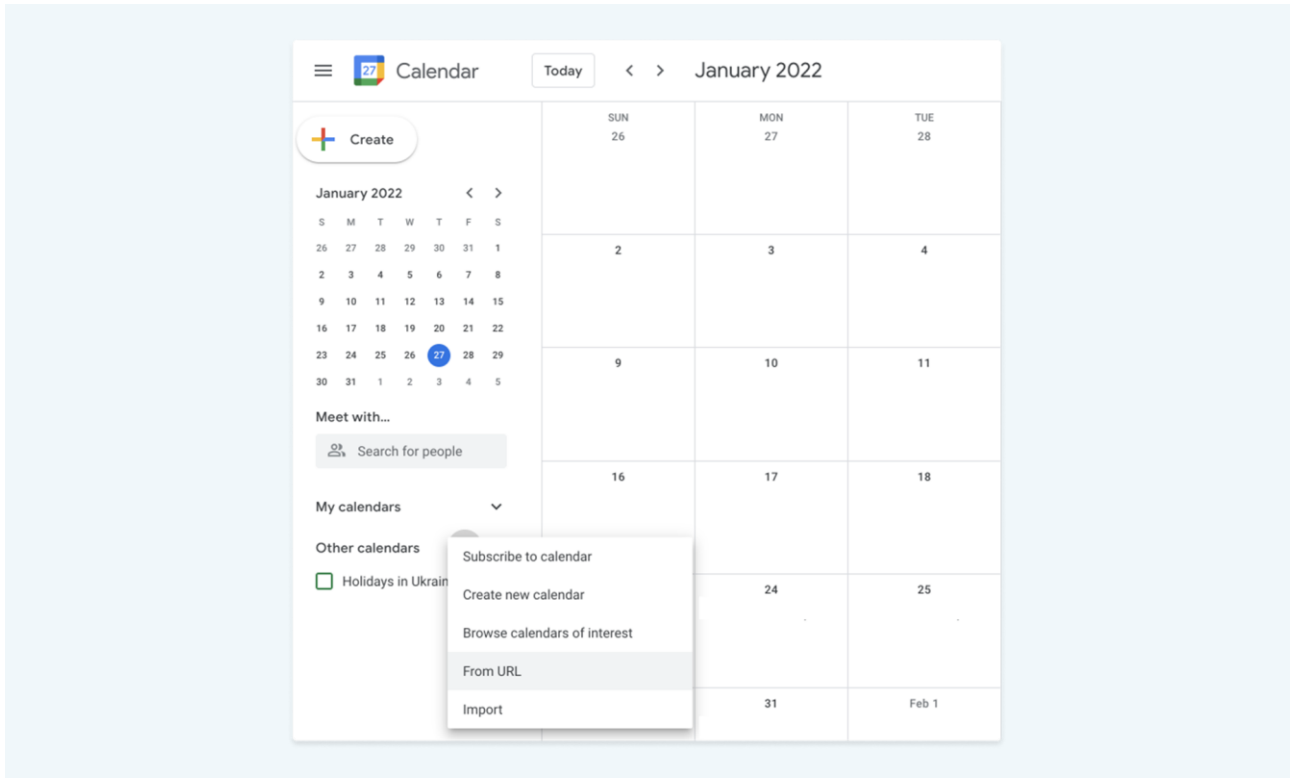 27 Calendar Today January 2022
Create
January 2022
S M T W T F S
26 27 28 29 30 31 1
2 3 4 5 6 7 8
9 10 11 12 13 14 15
16 17 18 19 20 21 22
23 24 25 26 27 28 29
30 31 1 2 3 4 5
Meet with...
Search for people
My calendars
Other calendars
Holidays in Ukrain
Subscribe to calendar
Create new calendar
Browse calendars of interest
From URL
Import
SUN MON TUE
26 27 28
2 3 4
9 10 11
16 17 18
24 25
31 Feb 1